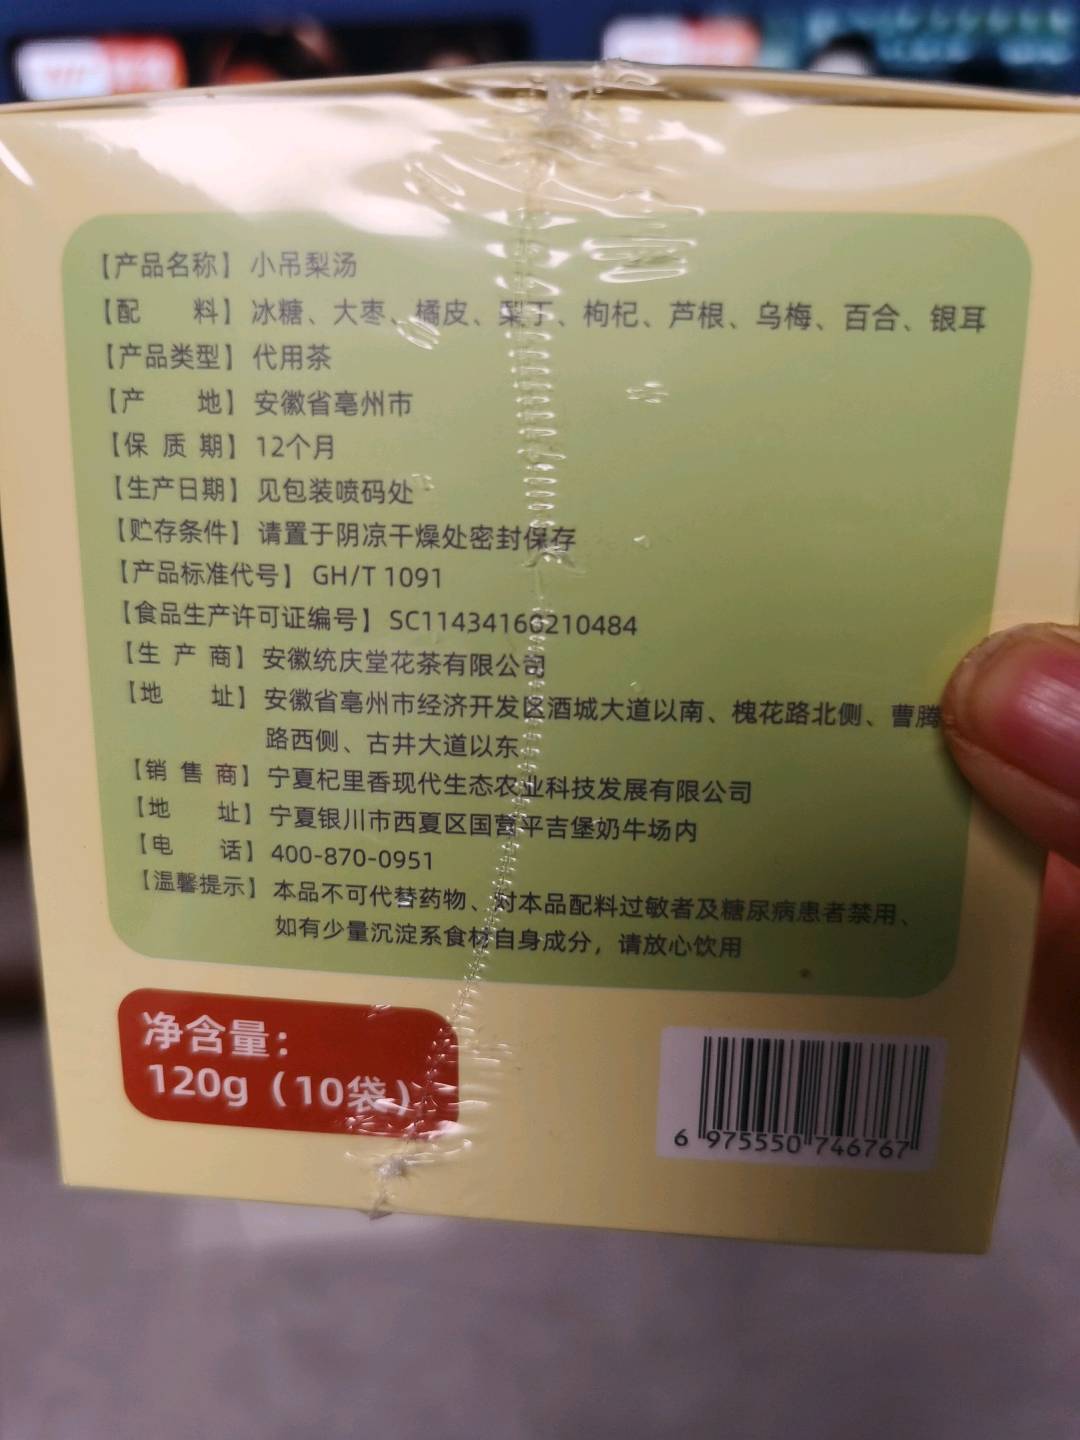 【产品名称】小吊梨汤
【配 料】冰糖、大枣、橘皮、梨丁、枸杞、芦根、乌梅、百合、银耳
【产品类型】代用茶
【产 地】安徽省亳州市
【保 质 期】12个月
【生产日期】见包装喷码处
【贮存条件】请置于阴凉干燥处密封保存
【产品标准代号】GH/T 1091
【食品生产许可证编号】SC11434160210484
【生 产 商】安徽统庆堂花茶有限公司
【地 址】安徽省亳州市经济开发区酒城大道以南、槐花路北侧、曹腾
路西侧、古井大道以东
【销 售 商】宁夏杞里香现代生态农业科技发展有限公司
【地 址】宁夏银川市西夏区国营平吉堡奶牛场内
【电 话】400-870-0951
【温馨提示】本品不可代替药物、对本品配料过敏者及糖尿病患者禁用、
如有少量沉淀系食材自身成分，请放心饮用
净含量：
120g（10袋）
6 975550 746767